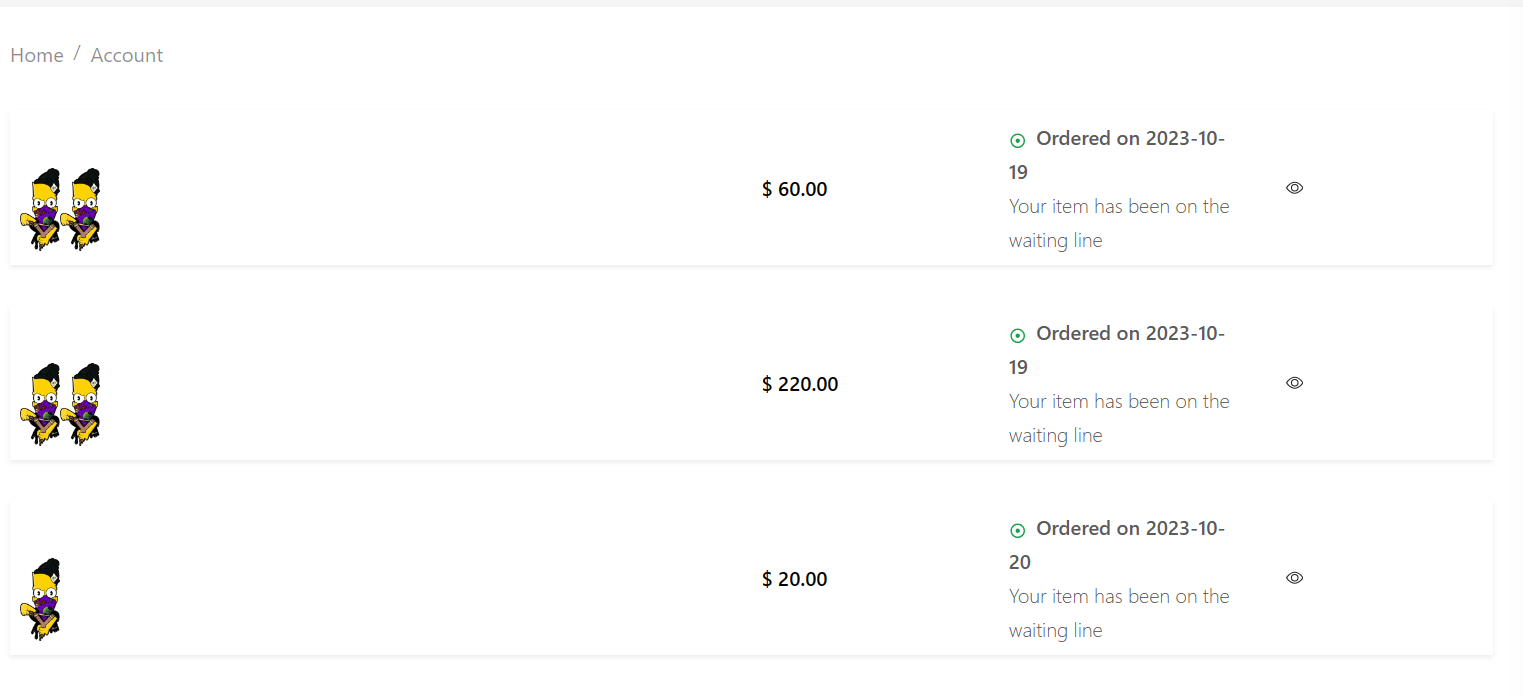 Home / Account
Ordered on 2023-10-
19
$ 60.00
Your item has been on the
waiting line
Ordered on 2023-10-
19
$ 220.00
Your item has been on the
waiting line
Ordered on 2023-10-
20
$ 20.00
Your item has been on the
waiting line